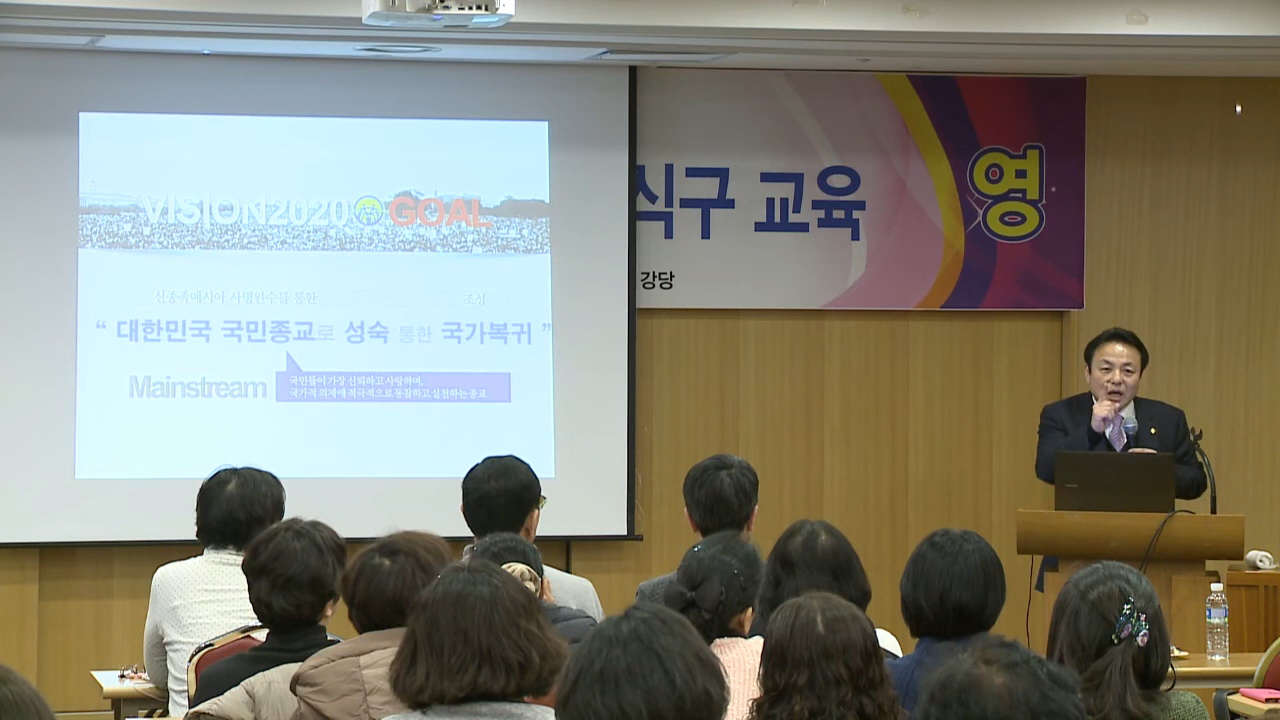 VISION2020 GOAL
신종족메시아 사명완수를 통한 조성
“ 대한민국 국민종교로 성숙 통한 국가복귀 ”
Mainstream
국민들이 가장 신뢰하고 사랑하며,
국가적 의제에 적극적으로 동참하고 실천하는 종교
식구 교육
영
강당